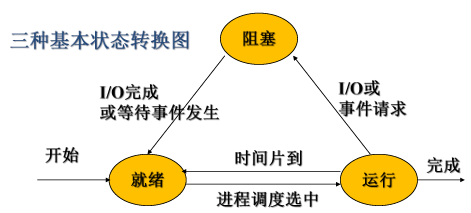 三种基本状态转换图
阻塞
I/O完成
或等待事件发生
I/O或
事件请求
开始
就绪
时间片到
进程调度选中
运行
完成